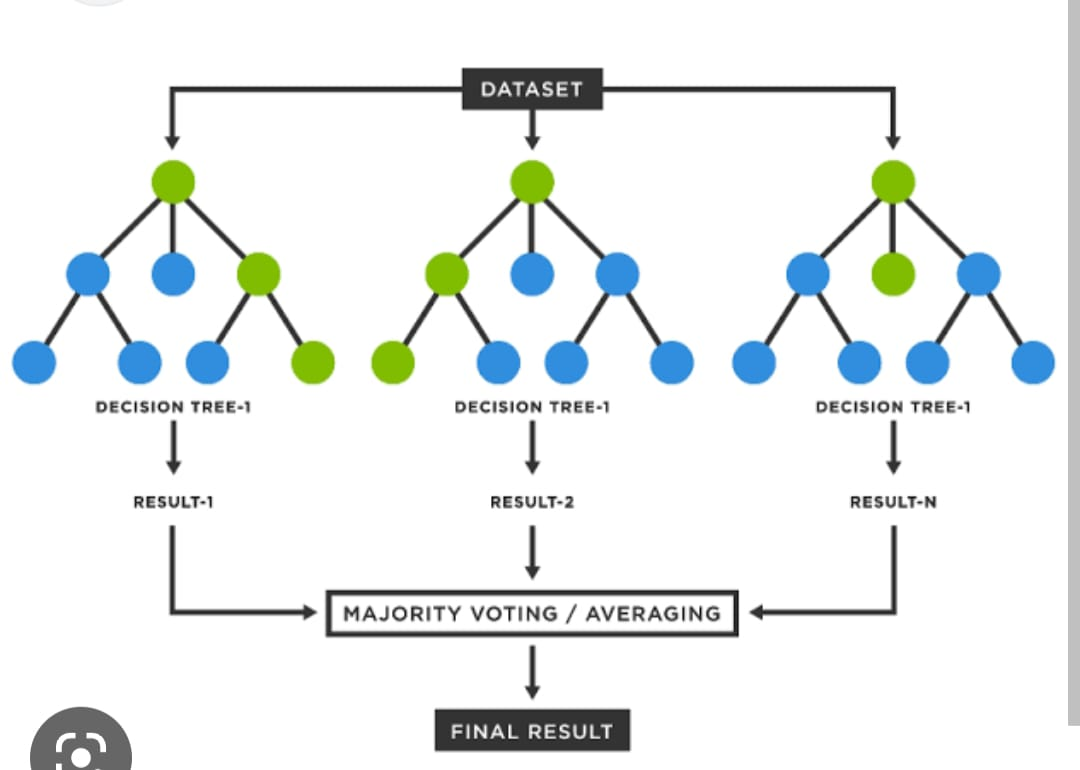 DATASET
DECISION TREE-1
DECISION TREE-1
DECISION TREE-1
RESULT-1
RESULT-2
RESULT-N
MAJORITY VOTING / AVERAGING
FINAL RESULT